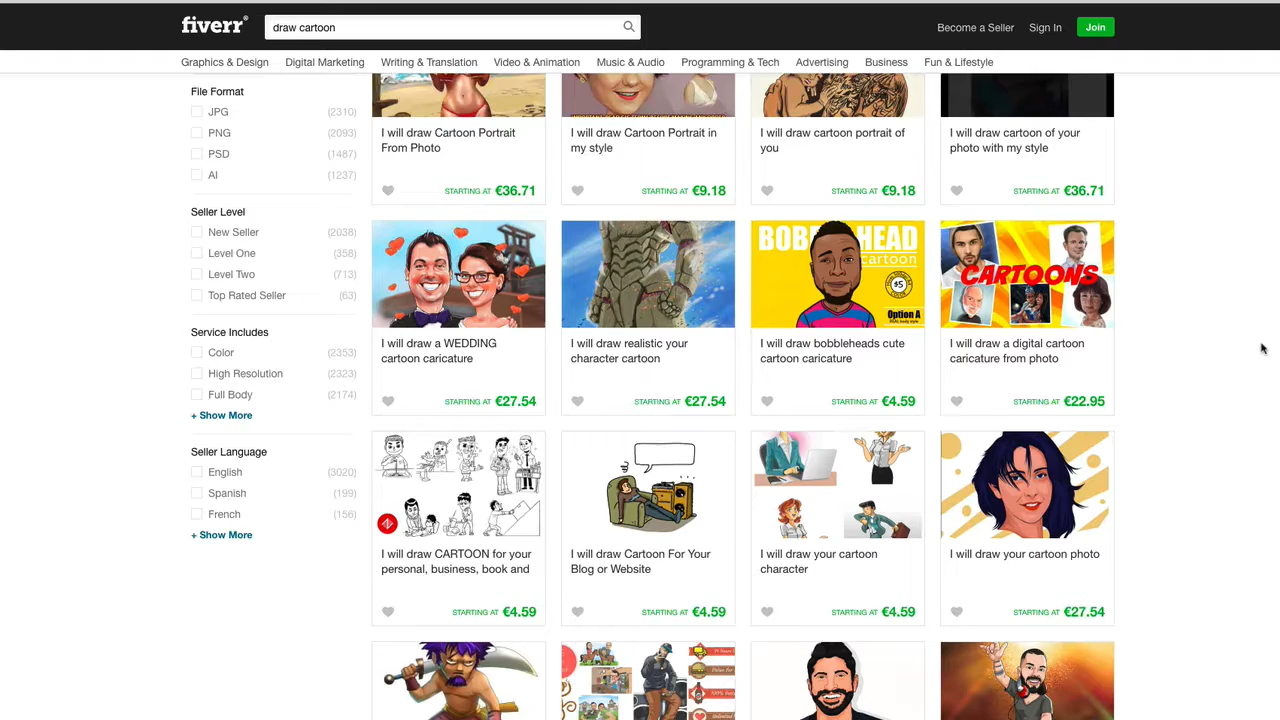 fiverr®
draw cartoon
Become a Seller
Sign In
Join
Graphics & Design
Digital Marketing
Writing & Translation
Video & Animation
Music & Audio
Programming & Tech
Advertising
Business
Fun & Lifestyle
File Format
JPG (2310)
PNG (2093)
PSD (1487)
AI (1237)
Seller Level
New Seller (2038)
Level One (358)
Level Two (713)
Top Rated Seller (63)
Service Includes
Color (2353)
High Resolution (2323)
Full Body (2174)
+ Show More
Seller Language
English (3020)
Spanish (199)
French (156)
+ Show More
I will draw Cartoon Portrait
From Photo
STARTING AT €36.71
I will draw Cartoon Portrait in
my style
STARTING AT €9.18
I will draw cartoon portrait of
you
STARTING AT €9.18
I will draw cartoon of your
photo with my style
STARTING AT €36.71
I will draw a WEDDING
cartoon caricature
STARTING AT €27.54
I will draw realistic your
character cartoon
STARTING AT €27.54
BOBBLEHEAD
cartoon
$5
Option A
I will draw bobbleheads cute
cartoon caricature
STARTING AT €4.59
CARTOONS
I will draw a digital cartoon
caricature from photo
STARTING AT €22.95
I will draw CARTOON for your
personal, business, book and
STARTING AT €4.59
I will draw Cartoon For Your
Blog or Website
STARTING AT €4.59
I will draw your cartoon
character
STARTING AT €4.59
I will draw your cartoon photo
STARTING AT €27.54